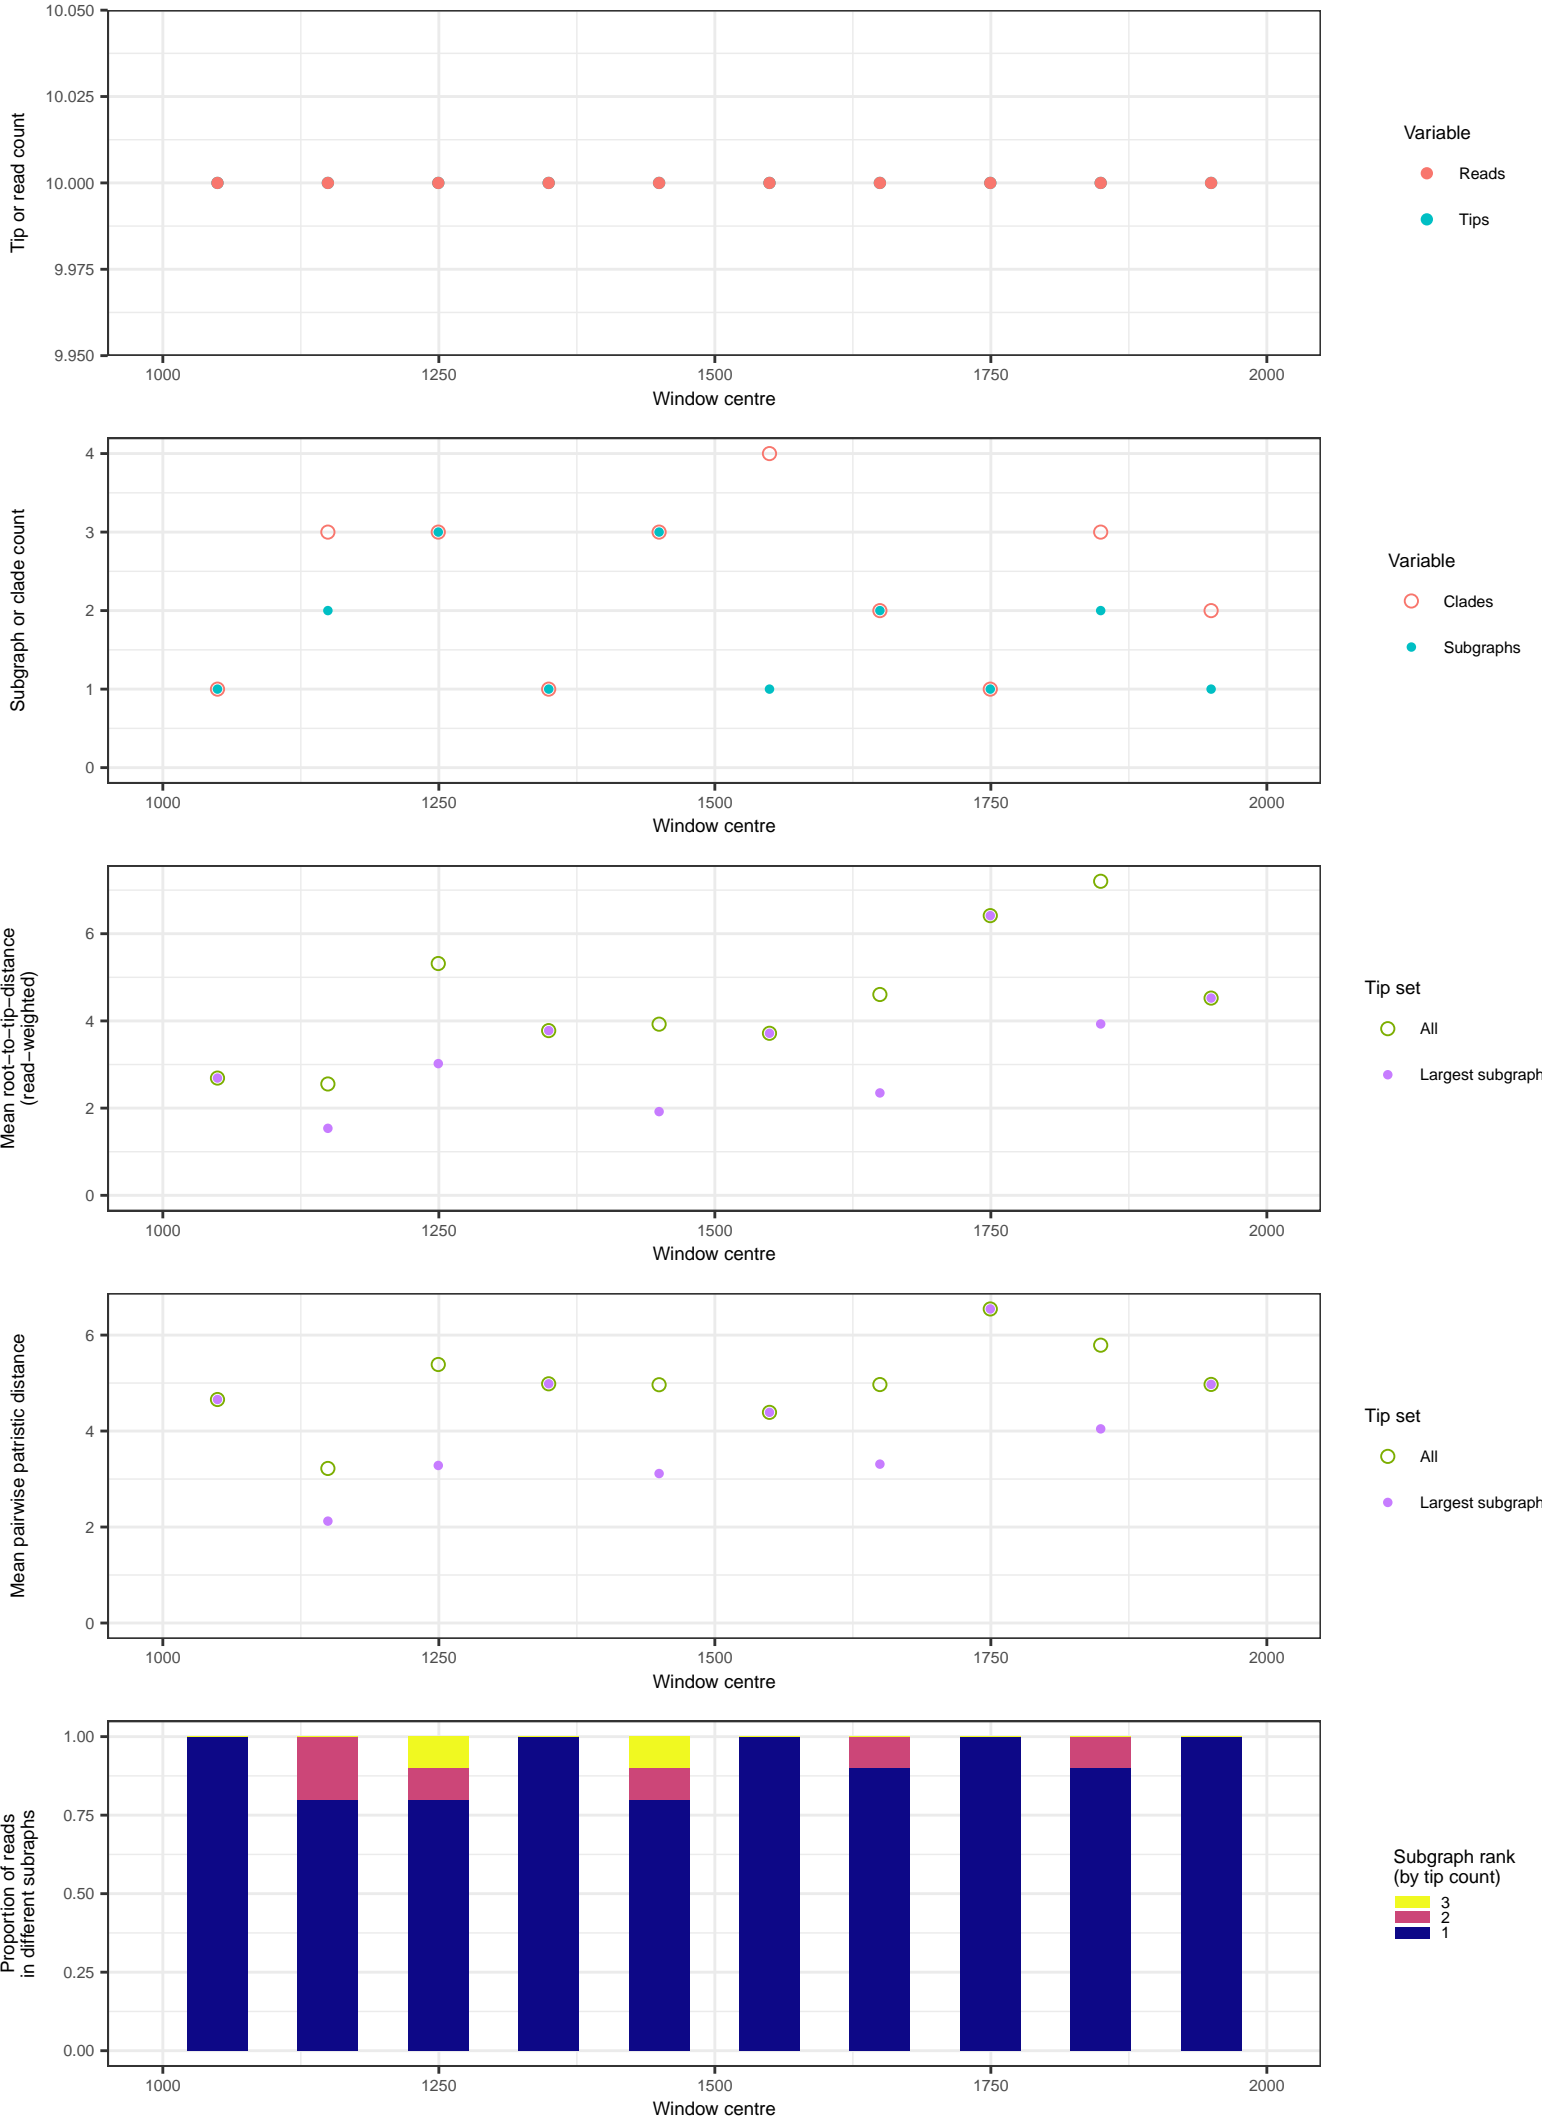 10.050
10.025
10.000
9.975
9.950
Tip or read count
1000 1250 1500 1750 2000
Window centre
Variable
Reads
Tips
4
3
2
1
0
Subgraph or clade count
1000 1250 1500 1750 2000
Window centre
Variable
Clades
Subgraphs
6
4
2
0
Mean root−to−tip−distance
(read−weighted)
1000 1250 1500 1750 2000
Window centre
Tip set
All
Largest subgraph
6
4
2
0
Mean pairwise patristic distance
1000 1250 1500 1750 2000
Window centre
Tip set
All
Largest subgraph
1.00
0.75
0.50
0.25
0.00
Proportion of reads
in different subraphs
1000 1250 1500 1750 2000
Window centre
Subgraph rank
(by tip count)
3
2
1